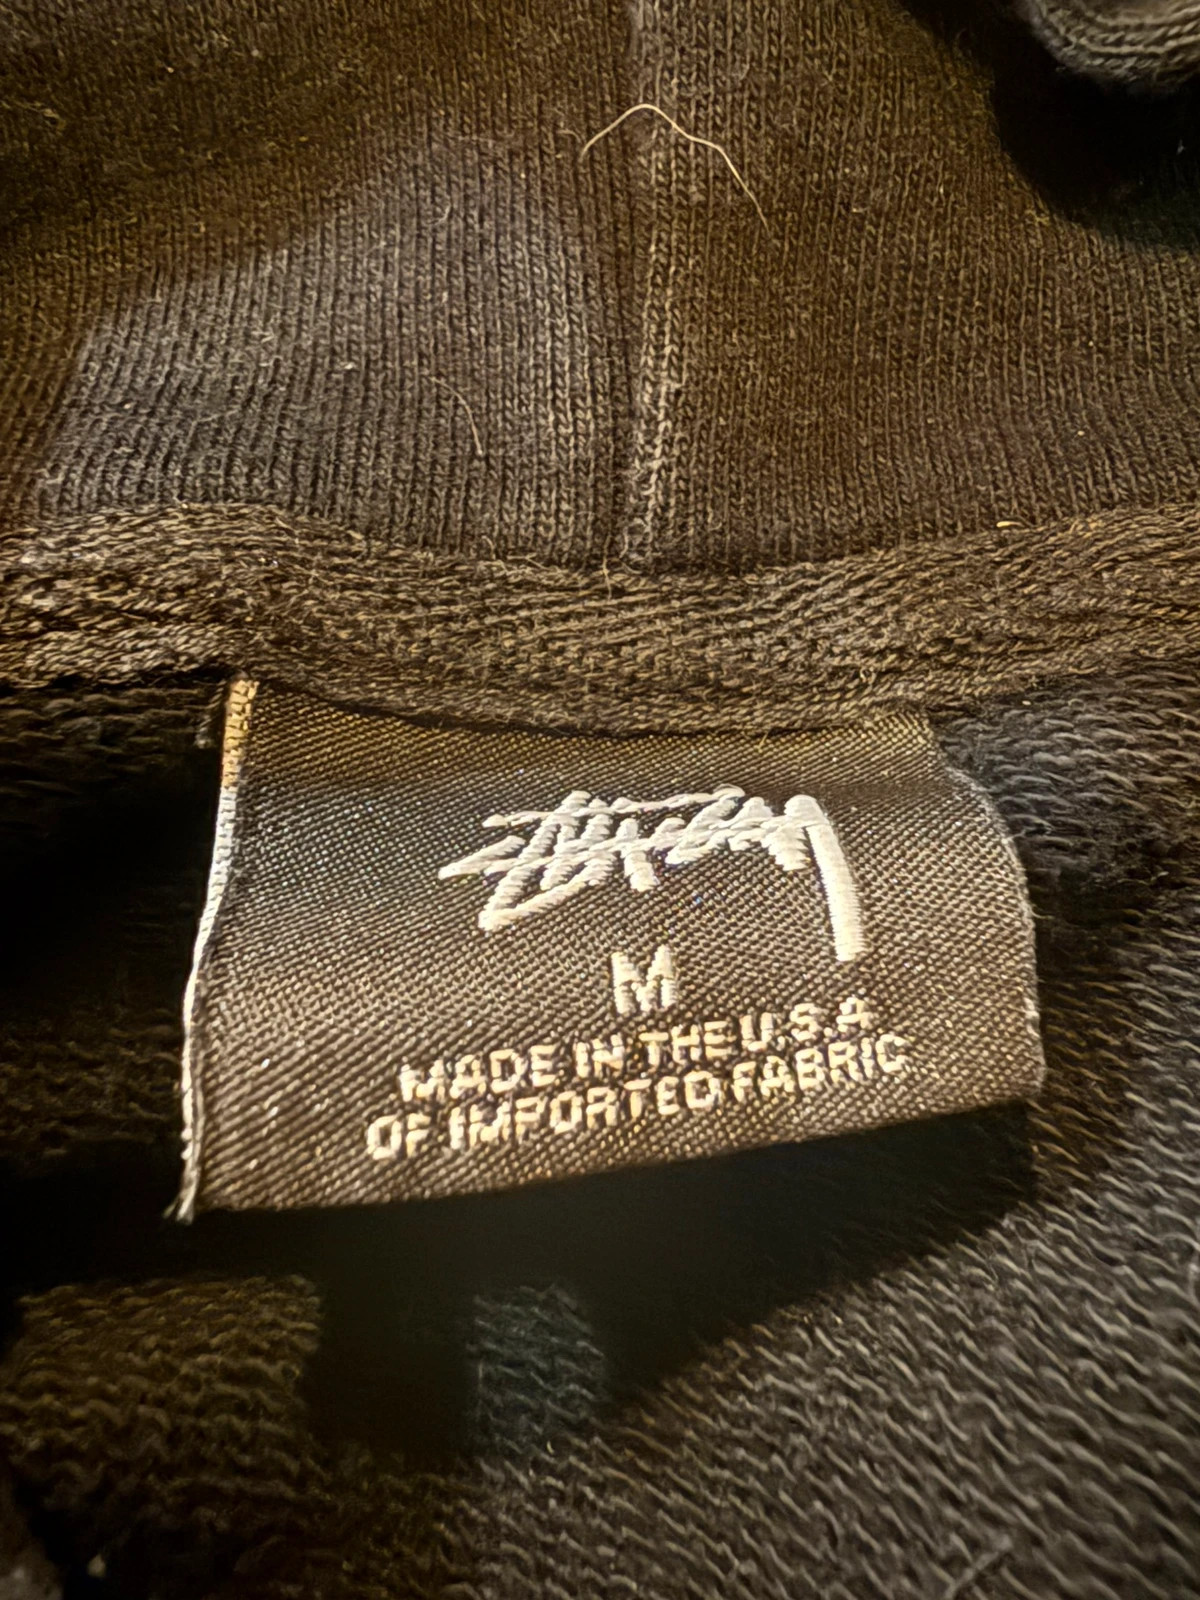 Stüssy
M
MADE IN THE U.S.A
OF IMPORTED FABRIC